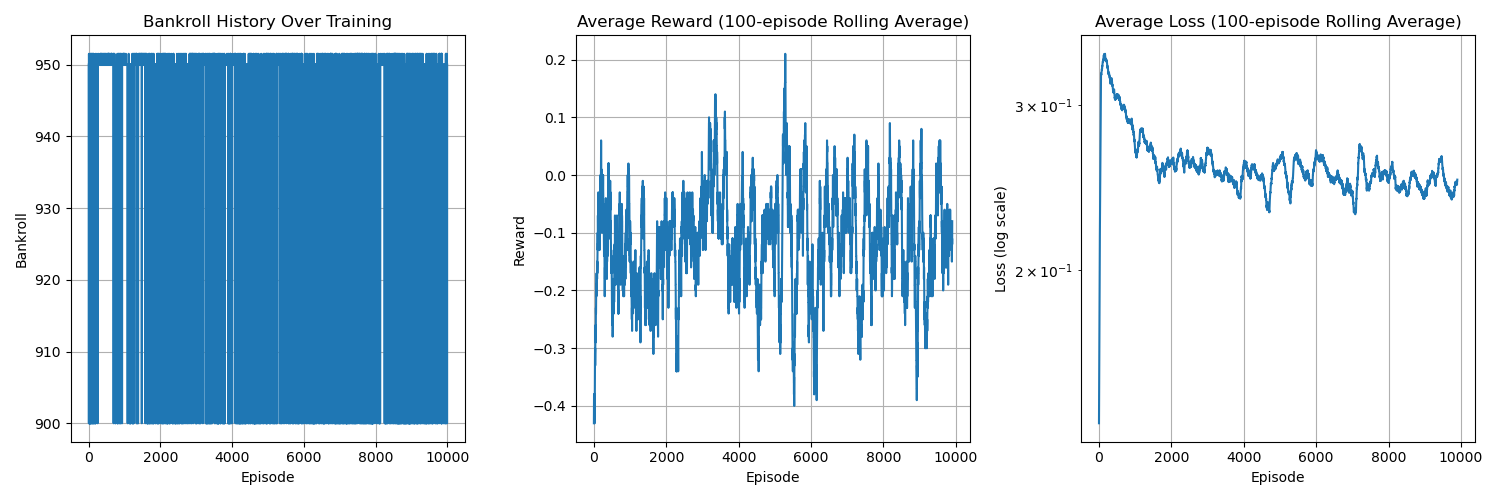 Bankroll History Over Training
950
940
930
920
910
900
Bankroll
0 2000 4000 6000 8000 10000
Episode
Average Reward (100-episode Rolling Average)
0.2
0.1
0.0
−0.1
−0.2
−0.3
−0.4
Reward
0 2000 4000 6000 8000 10000
Episode
Average Loss (100-episode Rolling Average)
3 × 10⁻¹
2 × 10⁻¹
Loss (log scale)
0 2000 4000 6000 8000 10000
Episode